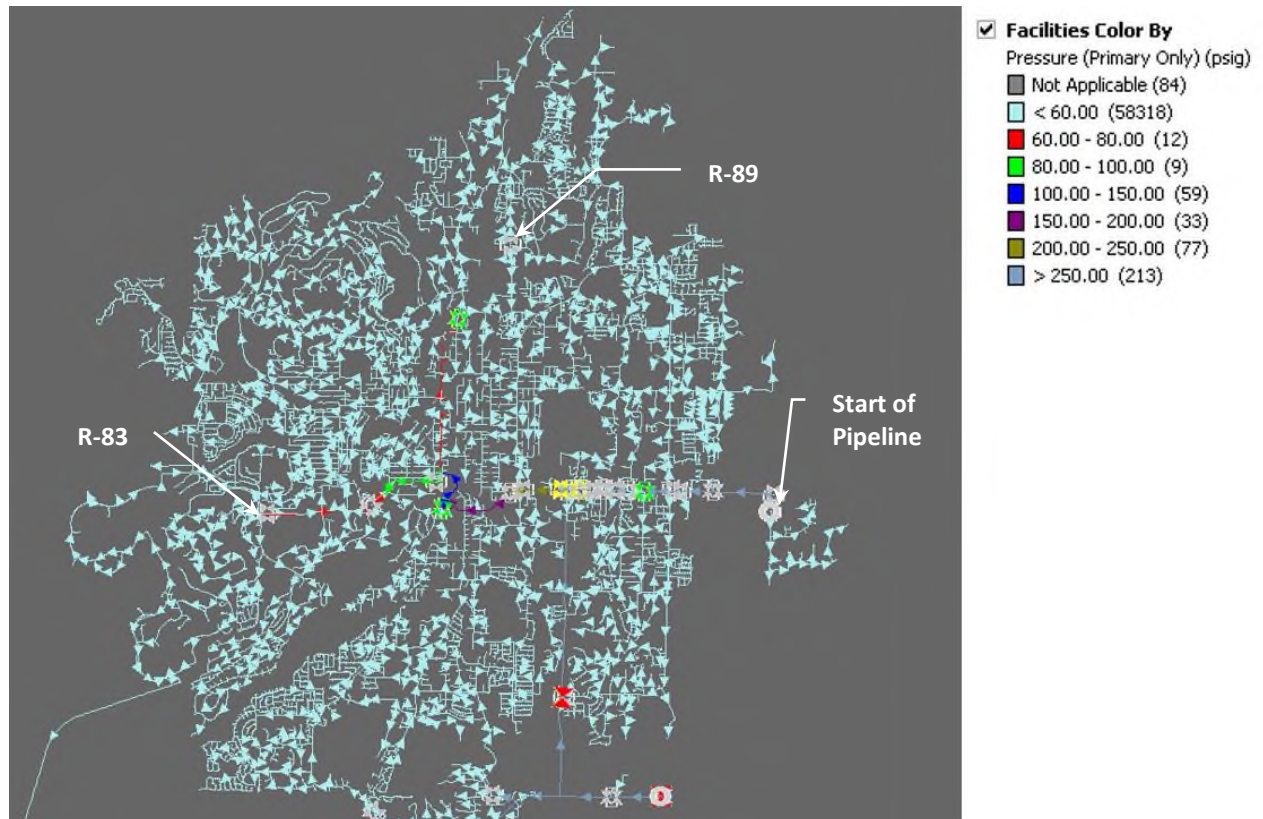 Facilities Color By
Pressure (Primary Only) (psig)
Not Applicable (84)
< 60.00 (58318)
60.00 - 80.00 (12)
80.00 - 100.00 (9)
100.00 - 150.00 (59)
150.00 - 200.00 (33)
200.00 - 250.00 (77)
> 250.00 (213)
R-89
Start of
Pipeline
R-83